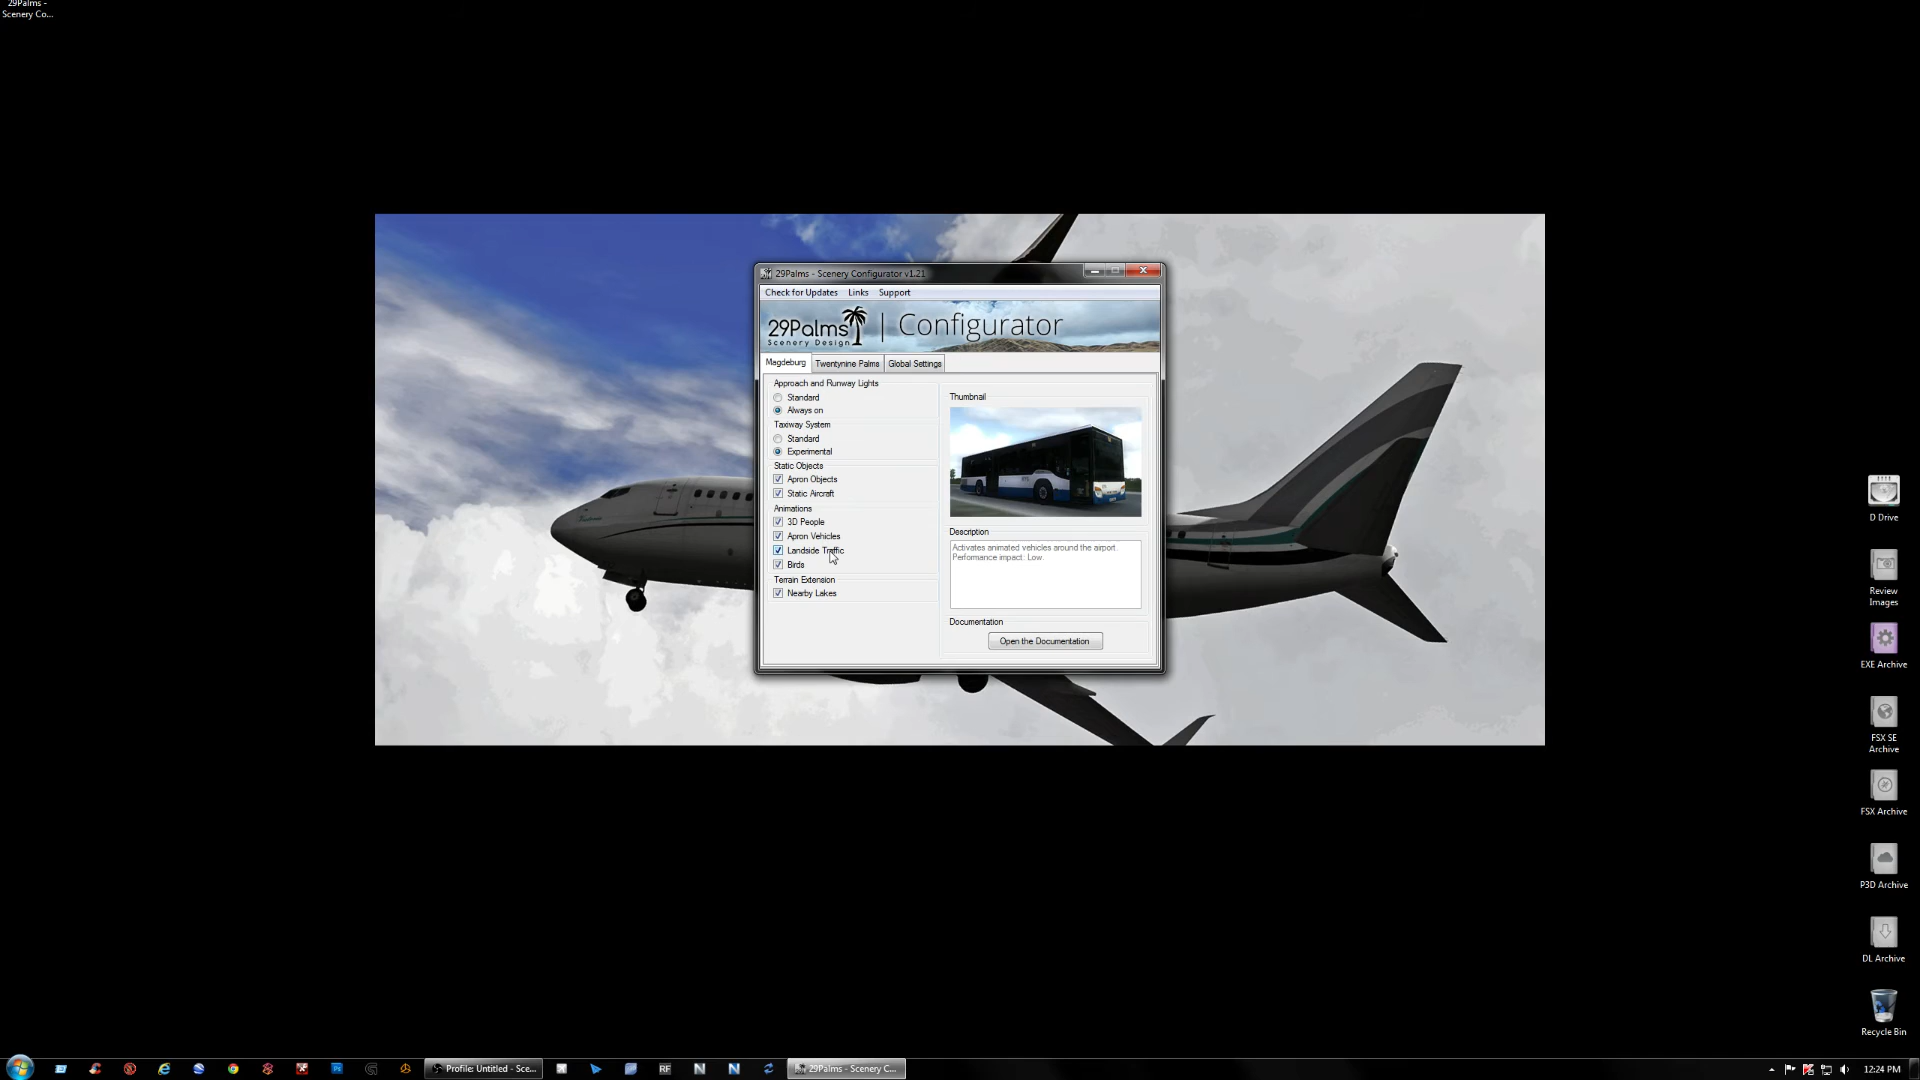 29Palms -
Scenery Co...
29Palms - Scenery Configurator v1.21
Check for Updates Links Support
29Palms
Scenery Design
Configurator
Magdeburg Twentynine Palms Global Settings
Approach and Runway Lights
Standard
Always on
Taxiway System
Standard
Experimental
Static Objects
Apron Objects
Static Aircraft
Animations
3D People
Apron Vehicles
Landside Traffic
Birds
Terrain Extension
Nearby Lakes
Thumbnail
Description
Activates animated vehicles around the airport.
Performance impact: Low.
Documentation
Open the Documentation
D Drive
Review
Images
EXE Archive
FSX SE
Archive
FSX Archive
P3D Archive
DL Archive
Recycle Bin
Profile: Untitled - Sce...
RF
29Palms - Scenery C...
12:24 PM